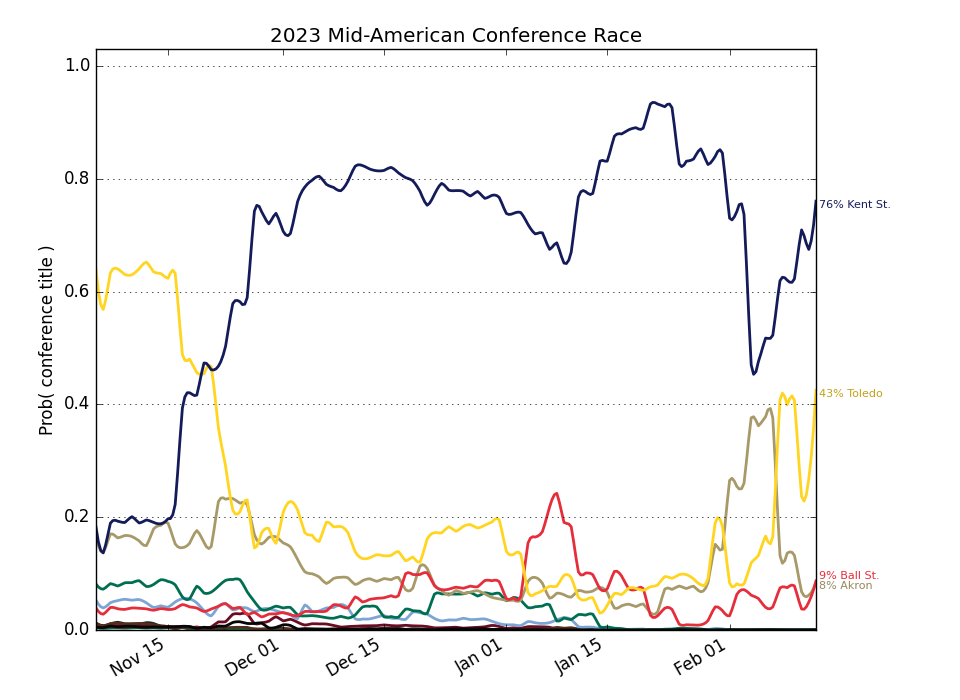 2023 Mid-American Conference Race
1.0
0.8
76% Kent St.
0.6
Prob( conference title )
0.4
43% Toledo
0.2
9% Ball St.
8% Akron
0.0
Nov 15
Dec 01
Dec 15
Jan 01
Jan 15
Feb 01